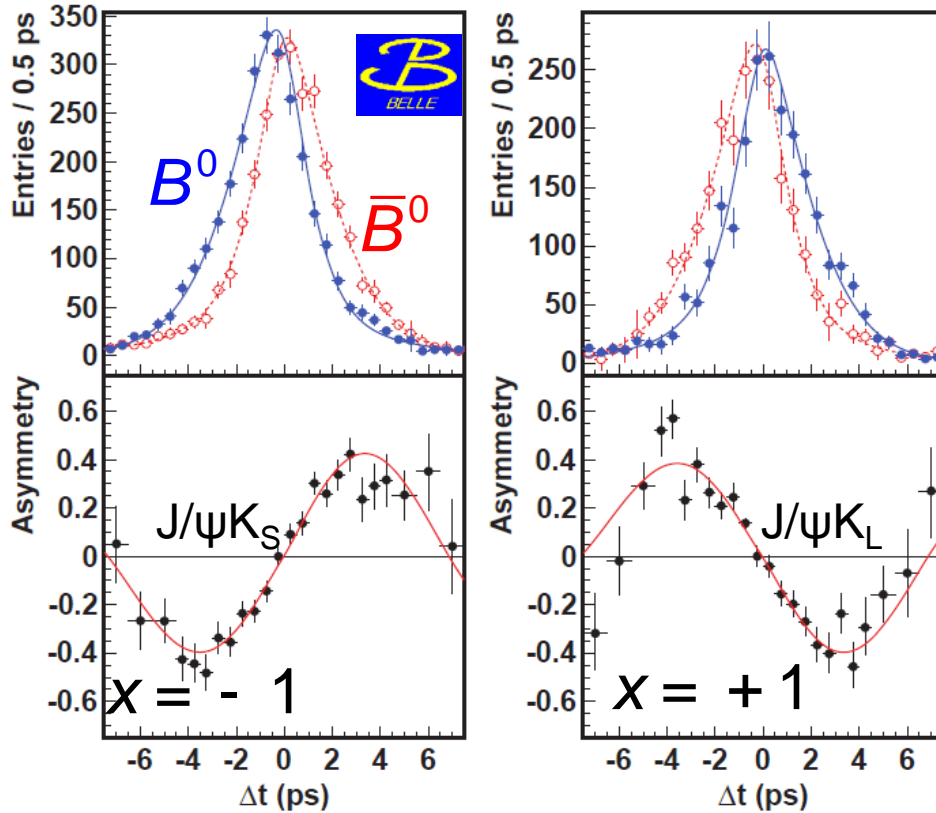 Entries / 0.5 ps
350
300
250
200
150
100
50
0
B⁰
B̅⁰
BELLE
Entries / 0.5 ps
250
200
150
100
50
0
Asymmetry
0.6
0.4
0.2
0
-0.2
-0.4
-0.6
J/ψK_S
x = - 1
-6 -4 -2 0 2 4 6
Δt (ps)
Asymmetry
0.6
0.4
0.2
0
-0.2
-0.4
-0.6
J/ψK_L
x = + 1
-6 -4 -2 0 2 4 6
Δt (ps)